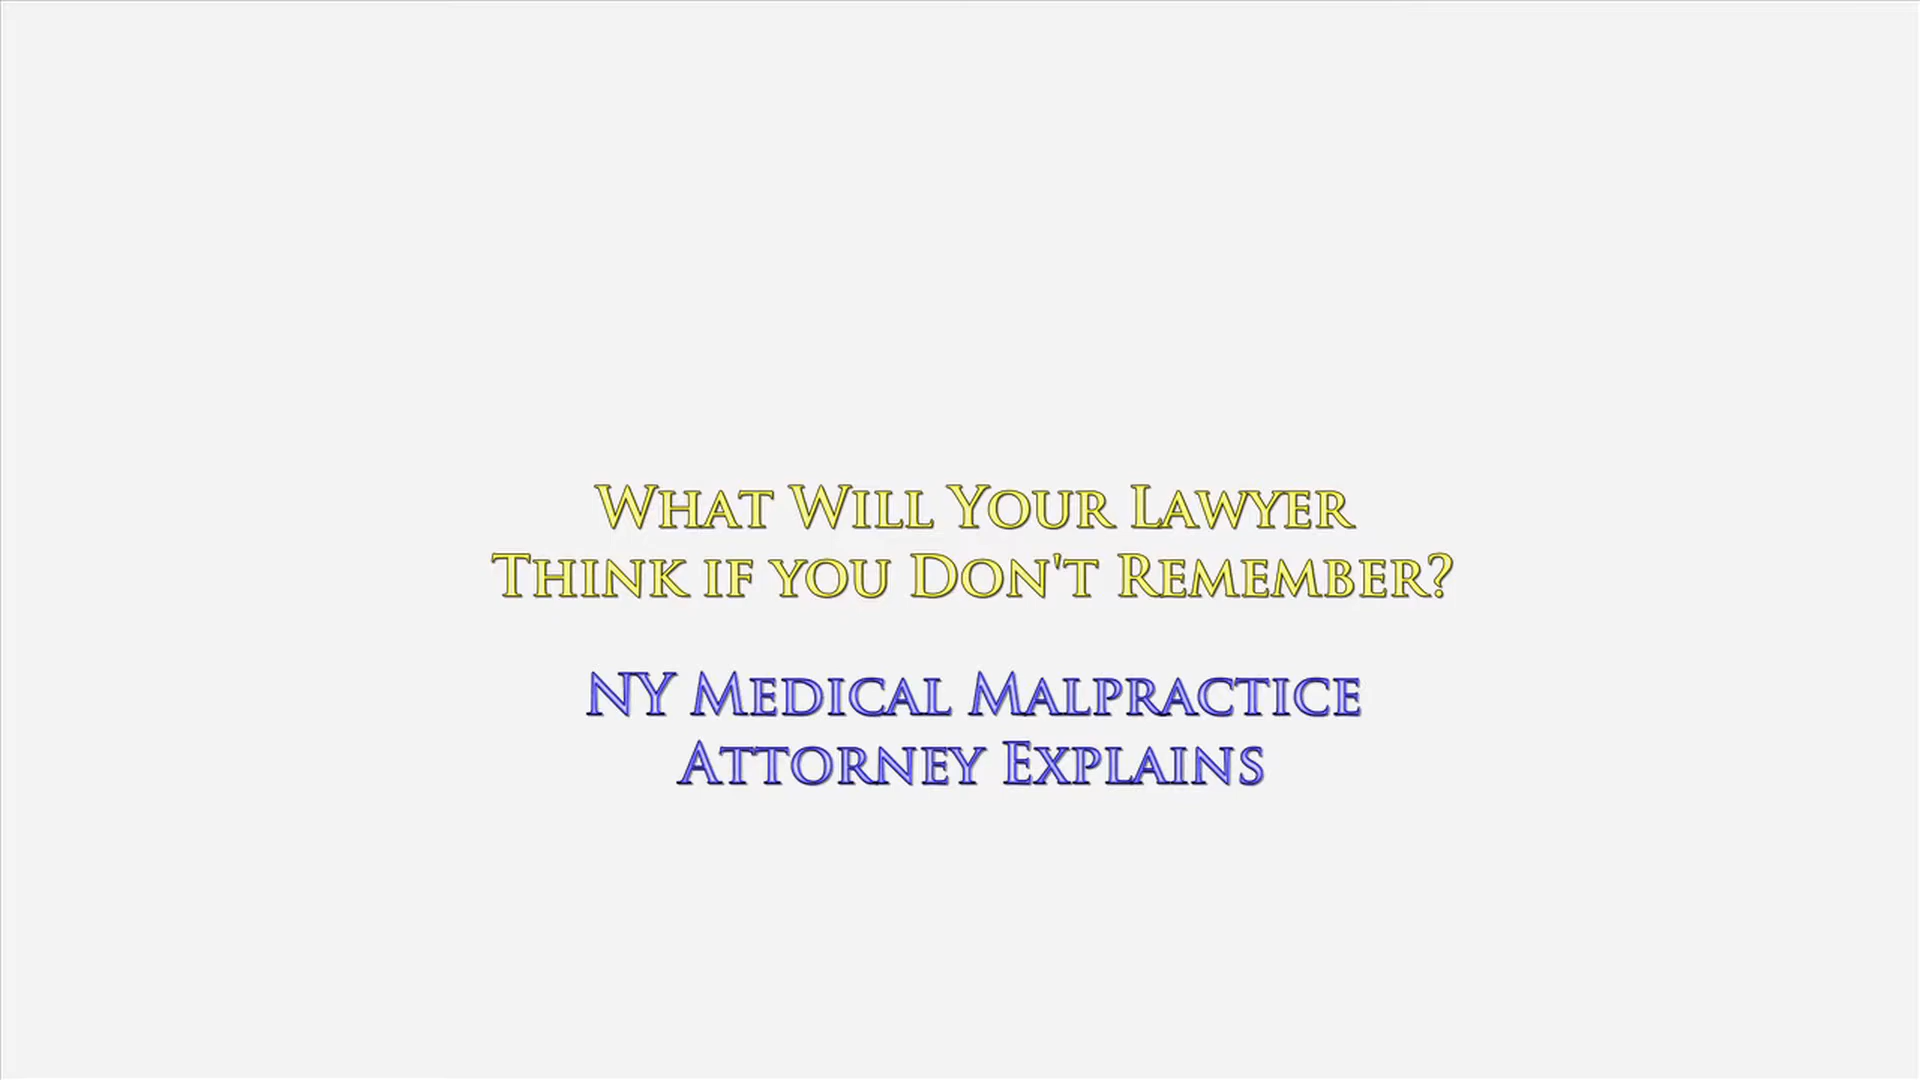 What Will Your Lawyer
Think if you Don't Remember?
NY Medical Malpractice
Attorney Explains